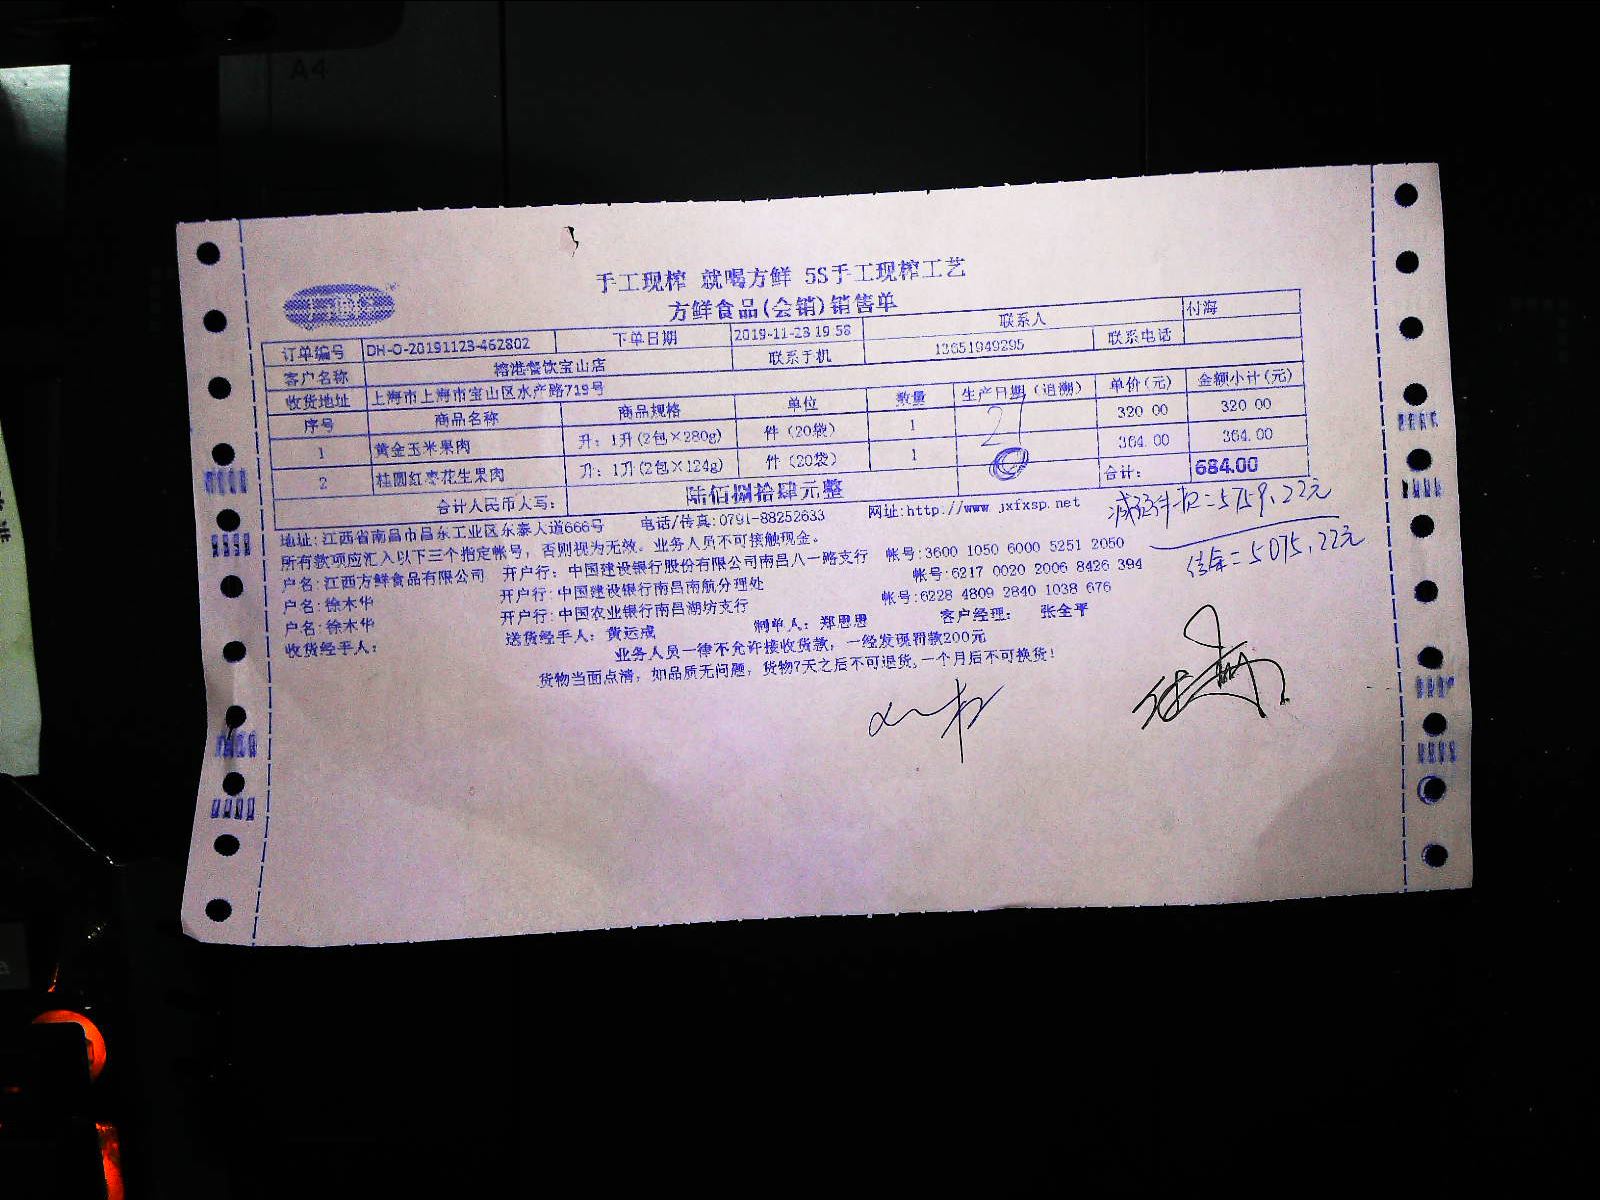 A4
手工现榨 就喝方鲜 5S手工现榨工艺
方鲜食品(会销)销售单
订单编号 DH-O-20191123-462802 下单日期 2019-11-23 19 58 联系人 付海
客户名称 榕港餐饮宝山店 联系手机 13651949295 联系电话
收货地址 上海市上海市宝山区水产路719号
序号 商品名称 商品规格 单位 数量 生产日期(追溯) 单价(元) 金额小计(元)
1 黄金玉米果肉 升: 1升(2包×280g) 件 (20袋) 1 320 00 320 00
2 桂圆红枣花生果肉 升: 1升(2包×124g) 件 (20袋) 1 364.00 364.00
合计人民币大写: 陆佰捌拾肆元整 合计: 684.00
地址:江西省南昌市昌东工业区东泰大道666号 电话/传真:0791-88252633 网址:http://www jxfxsp.net
所有款项应汇入以下三个指定帐号，否则视为无效。业务人员不可接触现金。
户名:江西方鲜食品有限公司 开户行: 中国建设银行股份有限公司南昌八一路支行 帐号:3600 1050 6000 5251 2050
户名:徐木华 开户行:中国建设银行南昌南航分理处 帐号:6217 0020 2006 8426 394
户名:徐木华 开户行:中国农业银行南昌湖坊支行 帐号:6228 4809 2840 1038 676
收货经手人: 送货经手人: 黄运成 制单人: 郑思思 客户经理: 张全平
业务人员一律不允许接收货款，一经发现罚款200元
货物当面点清，如品质无问题，货物7天之后不可退货,一个月后不可换货!
=5759.22元
=5075.22元